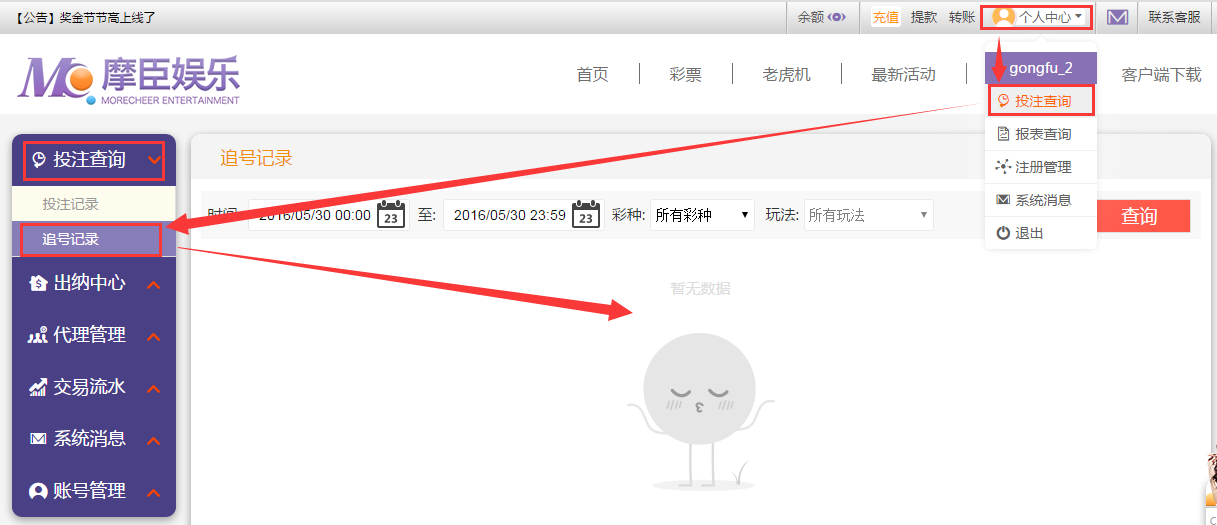 【公告】奖金节节高上线了
余额 充值 提款 转账 个人中心 联系客服
摩臣娱乐
MORECHEER ENTERTAINMENT
首页 彩票 老虎机 最新活动 客户端下载
gongfu_2
投注查询
报表查询
注册管理
系统消息
退出
投注查询
投注记录
追号记录
出纳中心
代理管理
交易流水
系统消息
账号管理
追号记录
时间: 2016/05/30 00:00 23 至: 2016/05/30 23:59 23 彩种: 所有彩种 玩法: 所有玩法 查询
暂无数据